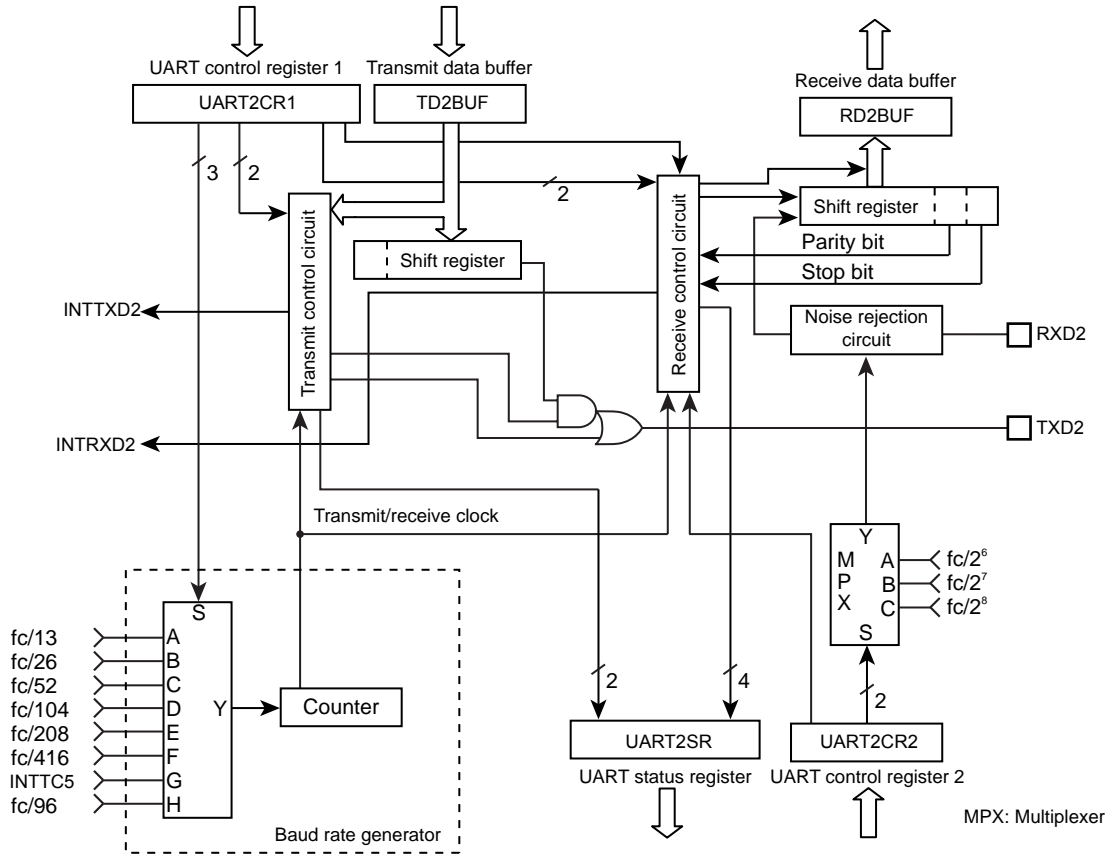 UART control register 1
Transmit data buffer
Receive data buffer
UART2CR1
TD2BUF
RD2BUF
3
2
2
Transmit control circuit
Shift register
Receive control circuit
Shift register
Parity bit
Stop bit
INTTXD2
Noise rejection
circuit
RXD2
INTRXD2
TXD2
Transmit/receive clock
Y
M
P
X
A
B
C
S
fc/2⁶
fc/2⁷
fc/2⁸
S
fc/13
A
fc/26
B
fc/52
C
fc/104
D
fc/208
E
fc/416
F
INTTC5
G
fc/96
H
Y
Counter
2
4
2
UART2SR
UART2CR2
UART status register
UART control register 2
Baud rate generator
MPX: Multiplexer